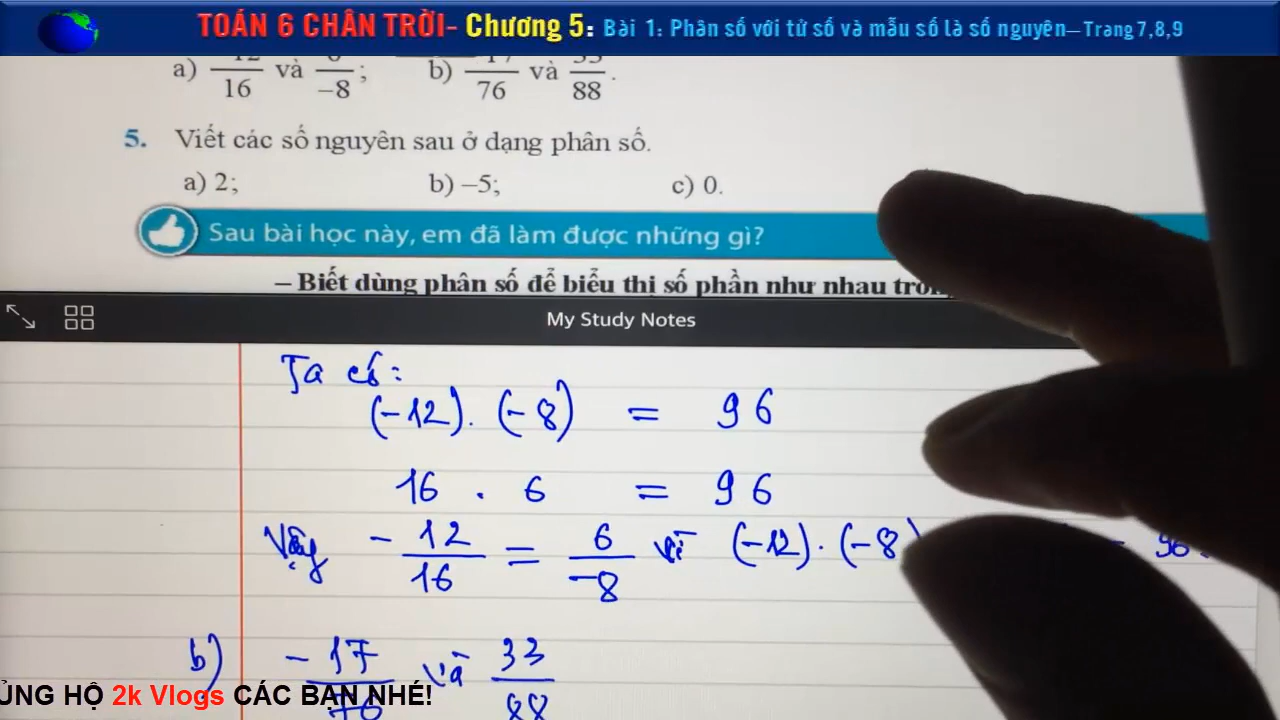 TOÁN 6 CHÂN TRỜI- Chương 5: Bài 1: Phân số với tử số và mẫu số là số nguyên–Trang 7,8,9
a) 16 và –8 ; b) 76 và 88 .
5. Viết các số nguyên sau ở dạng phân số.
a) 2; b) –5; c) 0.
Sau bài học này, em đã làm được những gì?
– Biết dùng phân số để biểu thị số phần như nhau
My Study Notes
Ta có:
(-12). (-8) = 96
16 . 6 = 96
Vậy -12/16 = 6/-8 vì (-12).(-8) 96
b) -17/76 và 33/88
ỦNG HỘ 2k Vlogs CÁC BẠN NHÉ!